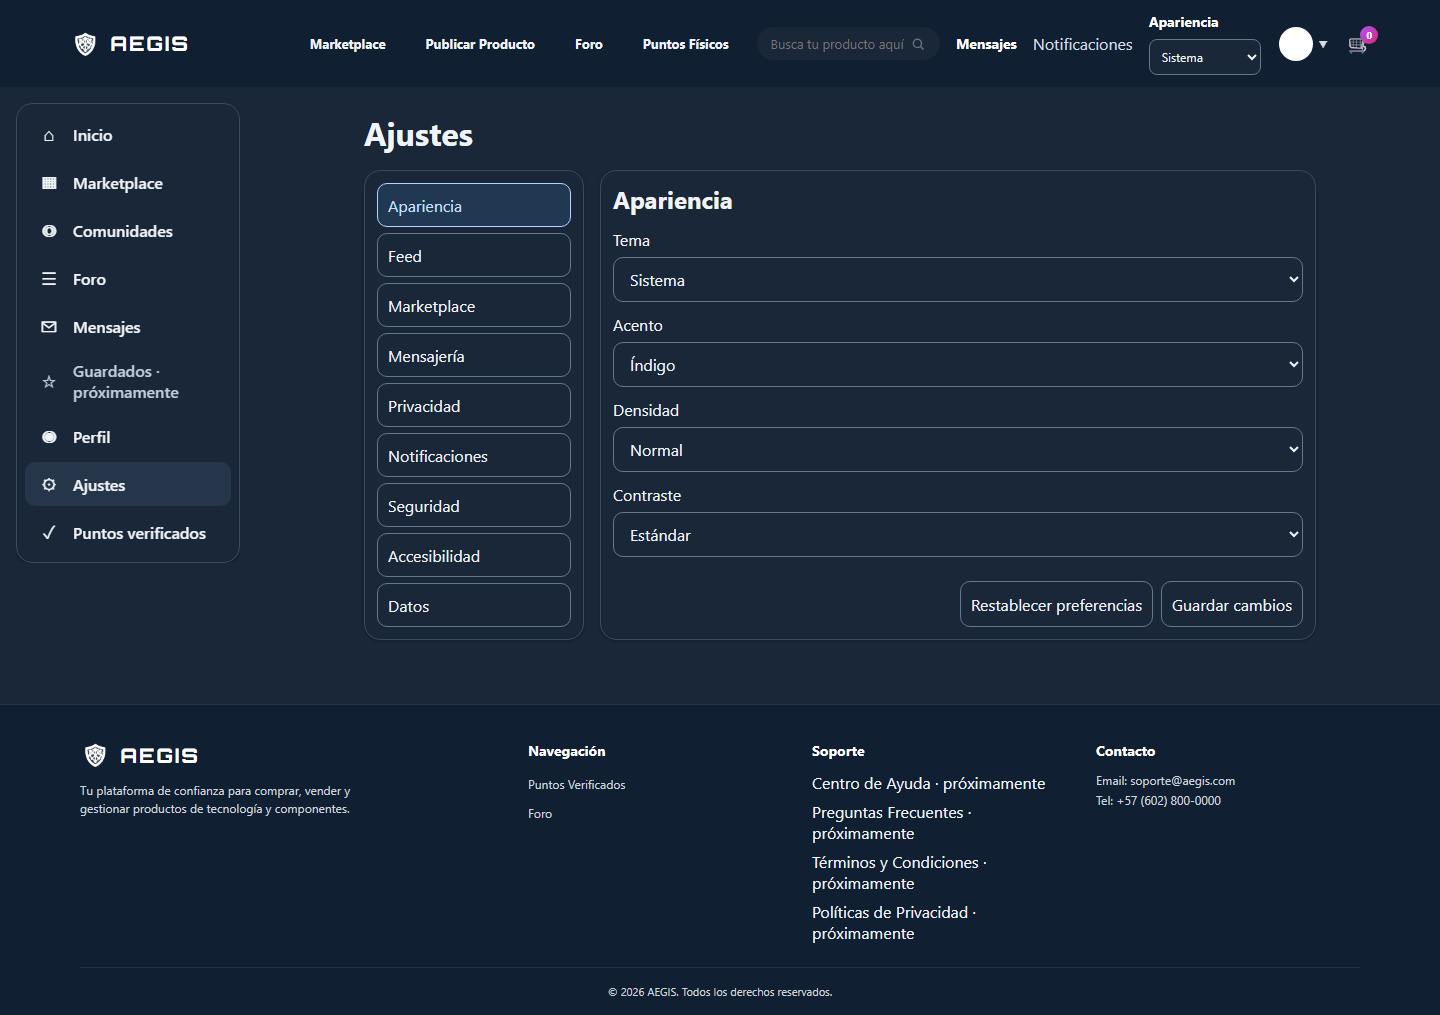 AEGIS
Marketplace
Publicar Producto
Foro
Puntos Físicos
Busca tu producto aquí
Mensajes
Notificaciones
Apariencia
Sistema
0
Inicio
Marketplace
Comunidades
Foro
Mensajes
Guardados ·
próximamente
Perfil
Ajustes
Puntos verificados
Ajustes
Apariencia
Feed
Marketplace
Mensajería
Privacidad
Notificaciones
Seguridad
Accesibilidad
Datos
Apariencia
Tema
Sistema
Acento
Índigo
Densidad
Normal
Contraste
Estándar
Restablecer preferencias
Guardar cambios
AEGIS
Tu plataforma de confianza para comprar, vender y
gestionar productos de tecnología y componentes.
Navegación
Puntos Verificados
Foro
Soporte
Centro de Ayuda · próximamente
Preguntas Frecuentes ·
próximamente
Términos y Condiciones ·
próximamente
Políticas de Privacidad ·
próximamente
Contacto
Email: soporte@aegis.com
Tel: +57 (602) 800-0000
© 2026 AEGIS. Todos los derechos reservados.